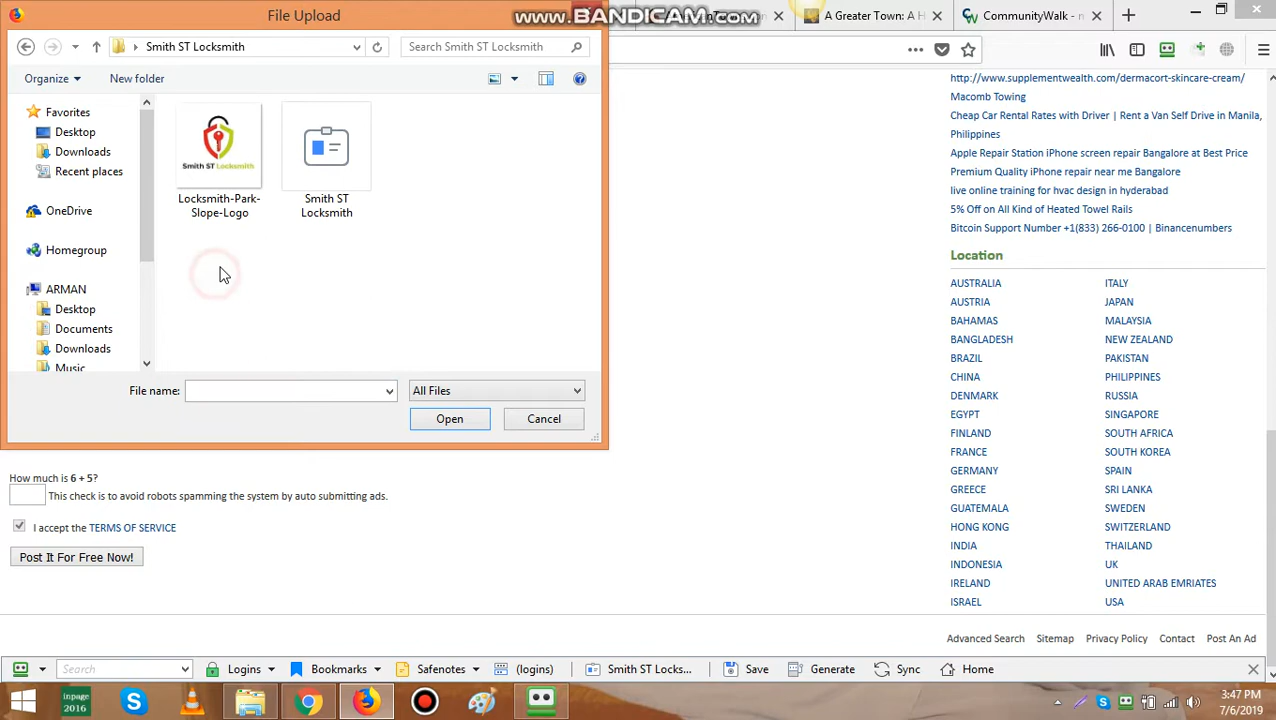 File Upload
www.BANDICAM.com
A Greater Town: A H
CommunityWalk - m
Smith ST Locksmith
Search Smith ST Locksmith
Organize
New folder
Favorites
Desktop
Downloads
Recent places
OneDrive
Homegroup
ARMAN
Desktop
Documents
Downloads
Music
Smith ST Locksmith
Locksmith-Park-
Slope-Logo
Smith ST
Locksmith
File name:
All Files
Open
Cancel
http://www.supplementwealth.com/dermacort-skincare-cream/
Macomb Towing
Cheap Car Rental Rates with Driver | Rent a Van Self Drive in Manila,
Philippines
Apple Repair Station iPhone screen repair Bangalore at Best Price
Premium Quality iPhone repair near me Bangalore
live online training for hvac design in hyderabad
5% Off on All Kind of Heated Towel Rails
Bitcoin Support Number +1(833) 266-0100 | Binancenumbers
Location
AUSTRALIA
AUSTRIA
BAHAMAS
BANGLADESH
BRAZIL
CHINA
DENMARK
EGYPT
FINLAND
FRANCE
GERMANY
GREECE
GUATEMALA
HONG KONG
INDIA
INDONESIA
IRELAND
ISRAEL
ITALY
JAPAN
MALAYSIA
NEW ZEALAND
PAKISTAN
PHILIPPINES
RUSSIA
SINGAPORE
SOUTH AFRICA
SOUTH KOREA
SPAIN
SRI LANKA
SWEDEN
SWITZERLAND
THAILAND
UK
UNITED ARAB EMRIATES
USA
How much is 6 + 5?
This check is to avoid robots spamming the system by auto submitting ads.
I accept the TERMS OF SERVICE
Post It For Free Now!
Advanced Search
Sitemap
Privacy Policy
Contact
Post An Ad
Search
Logins
Bookmarks
Safenotes
(logins)
Smith ST Locks...
Save
Generate
Sync
Home
inpage
2016
3:47 PM
7/6/2019